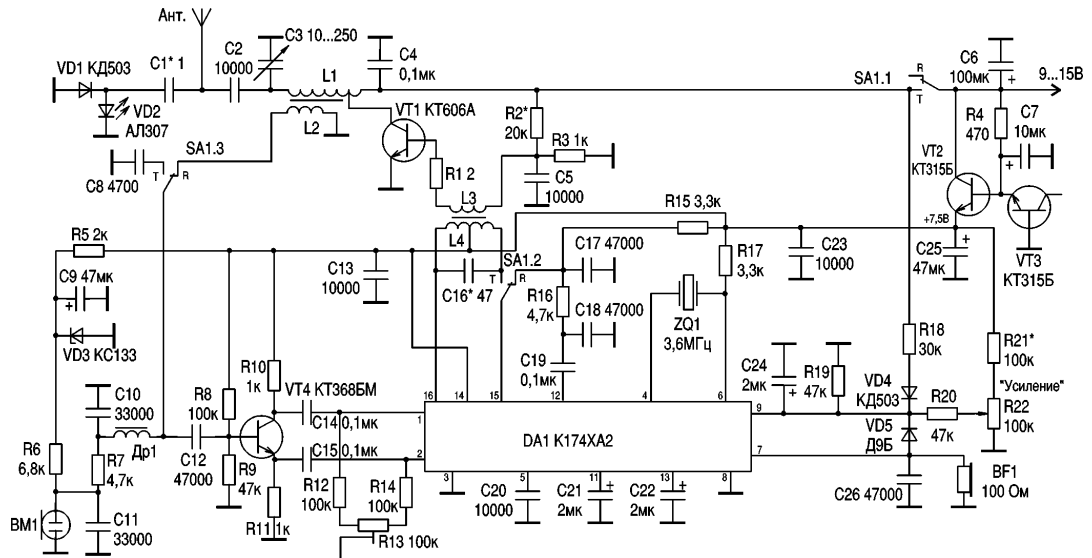 Ант.
VD1 КД503
C1* 1
C2
10000
C3 10...250
C4
0,1мк
L1
L2
VD2
АЛ307
SA1.3
C8 4700
T
R
VT1 КТ606А
R1 2
R2*
20к
R3 1к
C5
10000
L3
L4
SA1.1
R
T
C6
100мк
+
9...15В
R4
470
C7
10мк
+
VT2
КТ315Б
+7,5В
VT3
КТ315Б
R5 2к
C9 47мк
+
VD3 КС133
C13
10000
C16* 47
SA1.2
T
R
R15 3,3к
C17 47000
R16
4,7к
C18 47000
C19
0,1мк
R17
3,3к
ZQ1
3,6МГц
C23
10000
C25
47мк
+
R18
30к
R21*
100к
"Усиление"
R22
100к
C10
33000
R8
100к
R10
1к
VT4 КТ368БМ
C14 0,1мк
C15 0,1мк
Др1
R6
6,8к
R7
4,7к
C12
47000
R9
47к
R11 1к
R12
100к
R14
100к
R13 100к
BM1
C11
33000
16
14
15
12
4
6
1
2
9
7
3
5
11
13
8
DA1 К174ХА2
C20
10000
C21
2мк
+
C22
2мк
+
C24
2мк
+
R19
47к
VD4
КД503
VD5
Д9Б
R20
47к
C26 47000
BF1
100 Ом